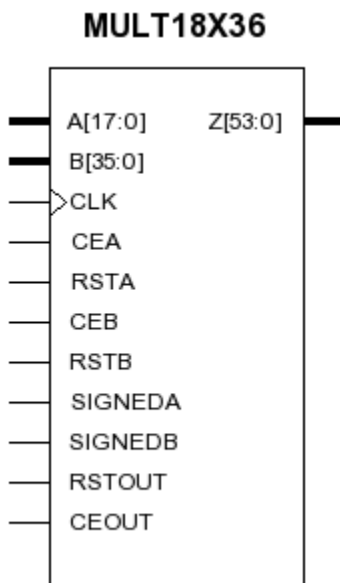 MULT18X36
A[17:0] Z[53:0]
B[35:0]
CLK
CEA
RSTA
CEB
RSTB
SIGNEDA
SIGNEDB
RSTOUT
CEOUT